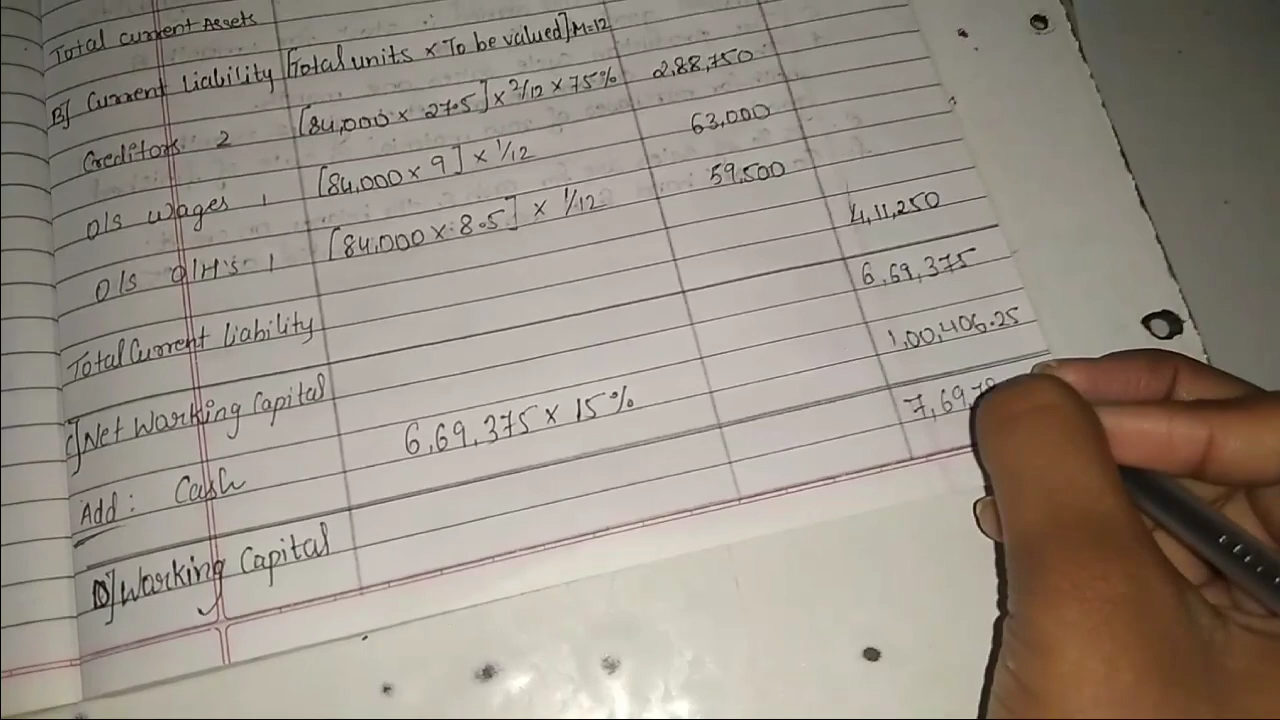 Total current Assets
B] Current Liability [Total units × To be valued] M=12
Creditors 2 [84,000 × 27.5] × 2/12 × 75% 2,88,750
O/s wages 1 [84,000 × 9] × 1/12 63,000
O/s O/H's 1 [84,000 × 8.5] × 1/12 59,500
Total Current Liability 4,11,250
C] Net Working Capital 6,69,375
Add: Cash 6,69,375 × 15% 1,00,406.25
D] Working Capital